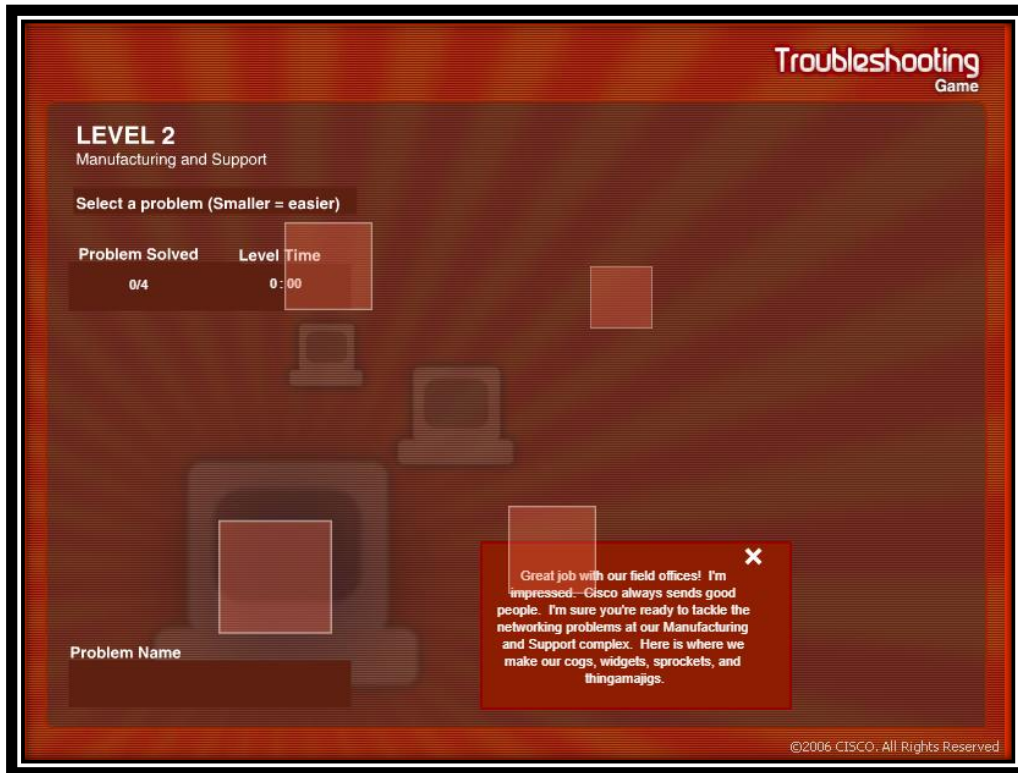 Troubleshooting
Game
LEVEL 2
Manufacturing and Support
Select a problem (Smaller = easier)
Problem Solved Level Time
0/4 0:00
Great job with our field offices! I'm
impressed. Cisco always sends good
people. I'm sure you're ready to tackle the
networking problems at our Manufacturing
and Support complex. Here is where we
make our cogs, widgets, sprockets, and
thingamajigs.
Problem Name
©2006 CISCO. All Rights Reserved